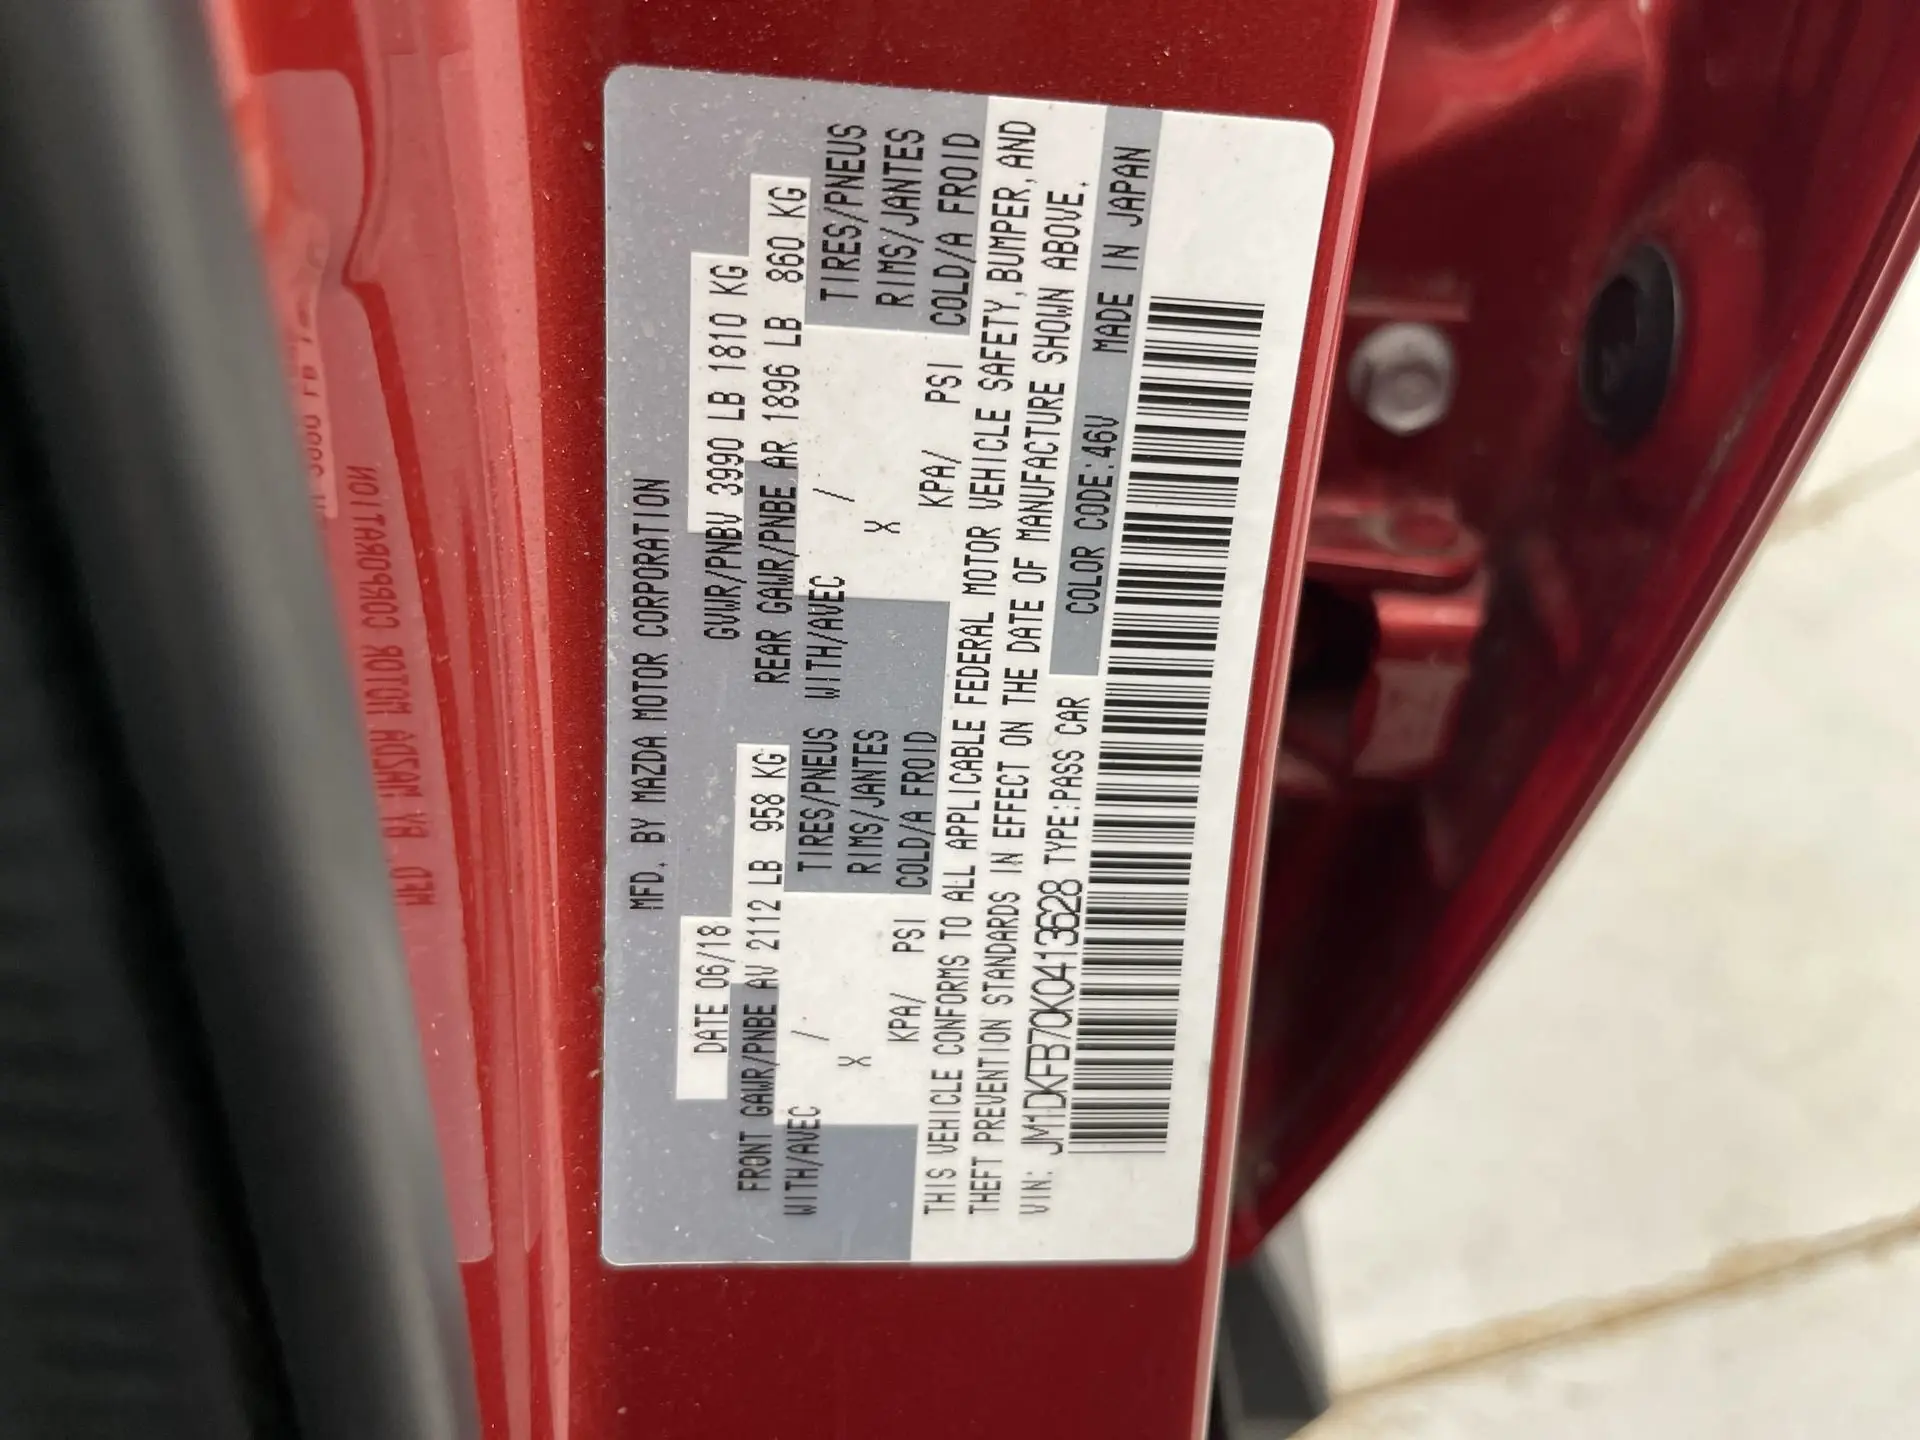 MFD. BY MAZDA MOTOR CORPORATION
DATE 06/18 GVWR/PNBV 3990 LB 1810 KG
FRONT GAWR/PNBE AV 2112 LB 958 KG REAR GAWR/PNBE AR 1896 LB 860 KG
WITH/AVEC / TIRES/PNEUS WITH/AVEC / TIRES/PNEUS
X RIMS/JANTES X RIMS/JANTES
KPA/ PSI COLD/A FROID KPA/ PSI COLD/A FROID
THIS VEHICLE CONFORMS TO ALL APPLICABLE FEDERAL MOTOR VEHICLE SAFETY, BUMPER, AND
THEFT PREVENTION STANDARDS IN EFFECT ON THE DATE OF MANUFACTURE SHOWN ABOVE.
VIN: JM1DKFB70K0413628 TYPE:PASS CAR COLOR CODE:46V MADE IN JAPAN